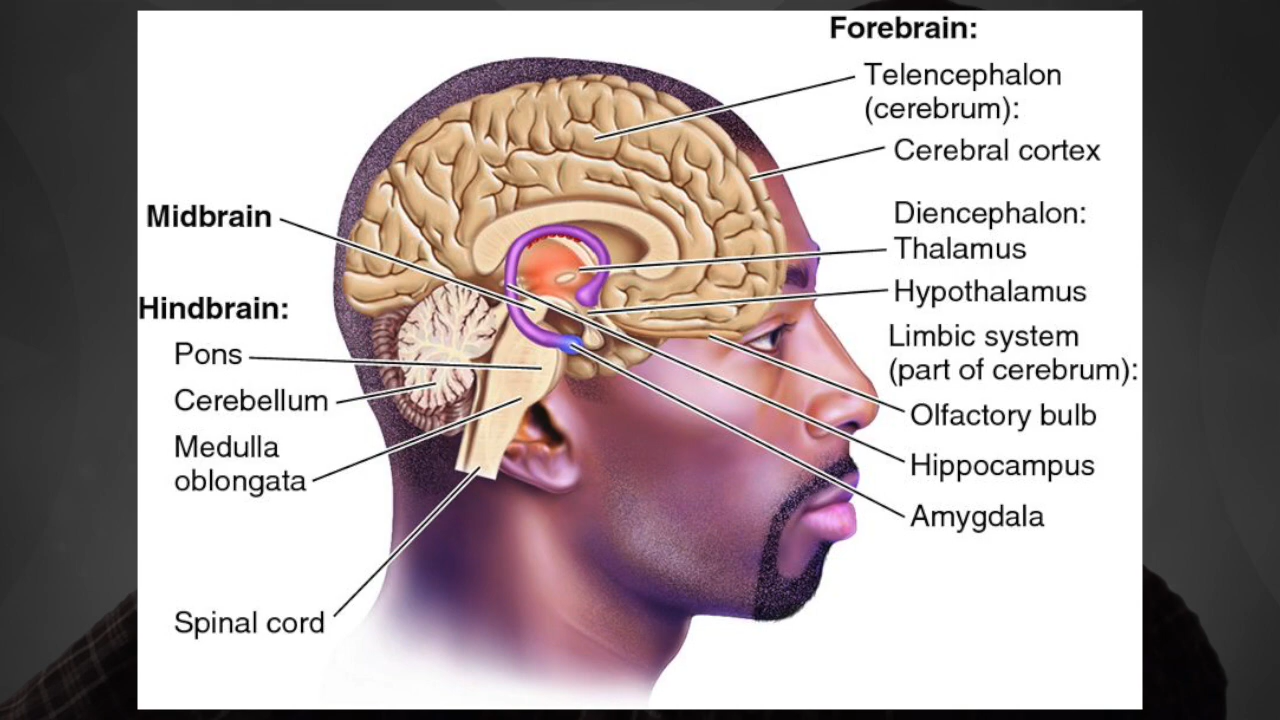 Forebrain:
Telencephalon
(cerebrum):
Cerebral cortex
Diencephalon:
Thalamus
Hypothalamus
Limbic system
(part of cerebrum):
Olfactory bulb
Hippocampus
Amygdala
Midbrain
Hindbrain:
Pons
Cerebellum
Medulla
oblongata
Spinal cord